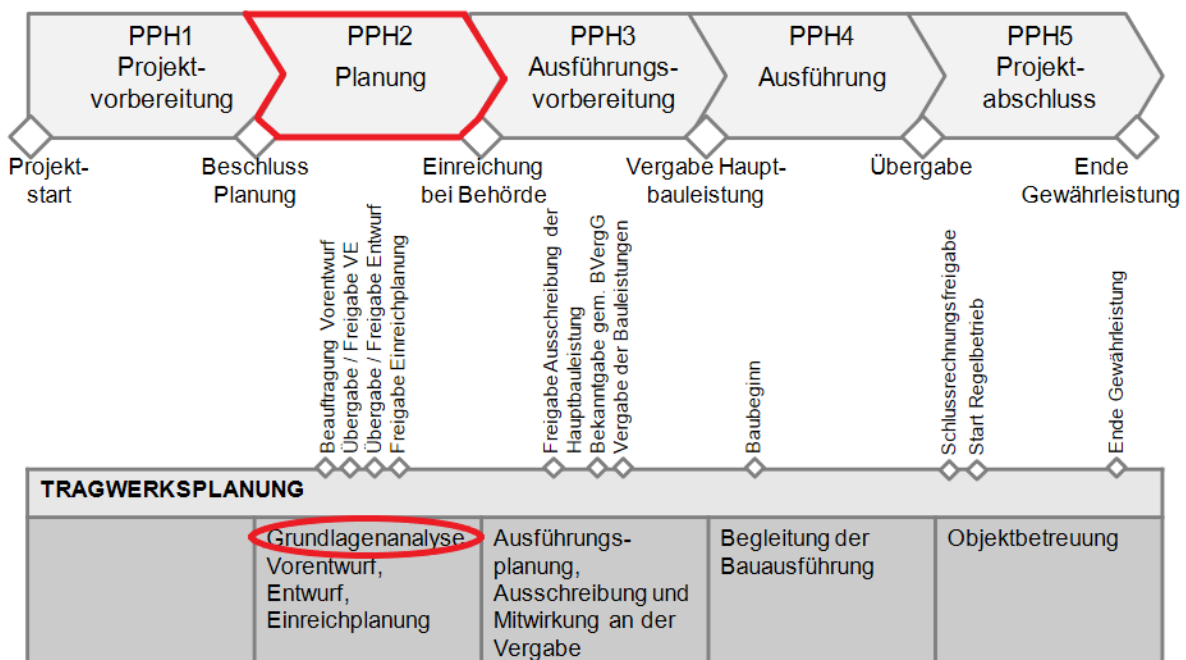 PPH1
Projekt-
vorbereitung
PPH2
Planung
PPH3
Ausführungs-
vorbereitung
PPH4
Ausführung
PPH5
Projekt-
abschluss
Projekt-
start
Beschluss
Planung
Einreichung
bei Behörde
Vergabe Haupt-
bauleistung
Übergabe
Ende
Gewährleistung
Beauftragung Vorentwurf
Übergabe / Freigabe VE
Übergabe / Freigabe Entwurf
Freigabe Einreichplanung
Freigabe Ausschreibung der
Hauptbauleistung
Bekanntgabe gem. BVergG
Vergabe der Bauleistungen
Baubeginn
Schlussrechnungsfreigabe
Start Regelbetrieb
Ende Gewährleistung
TRAGWERKSPLANUNG
Grundlagenanalyse
Vorentwurf,
Entwurf,
Einreichplanung
Ausführungs-
planung,
Ausschreibung und
Mitwirkung an der
Vergabe
Begleitung der
Bauausführung
Objektbetreuung